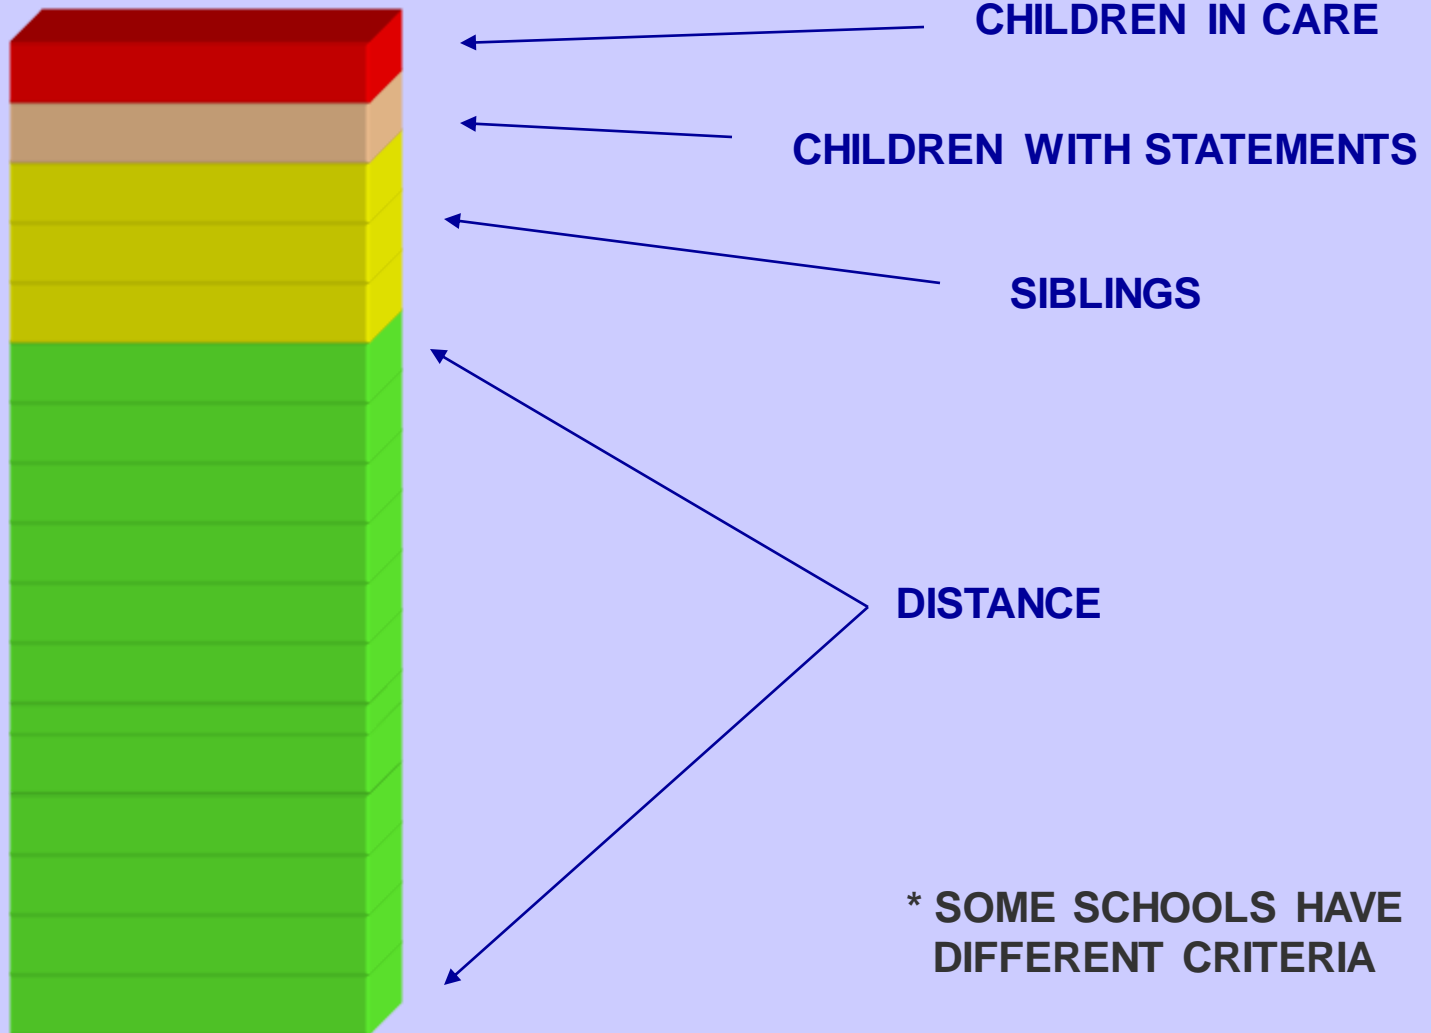 CHILDREN IN CARE
CHILDREN WITH STATEMENTS
SIBLINGS
DISTANCE
* SOME SCHOOLS HAVE
DIFFERENT CRITERIA